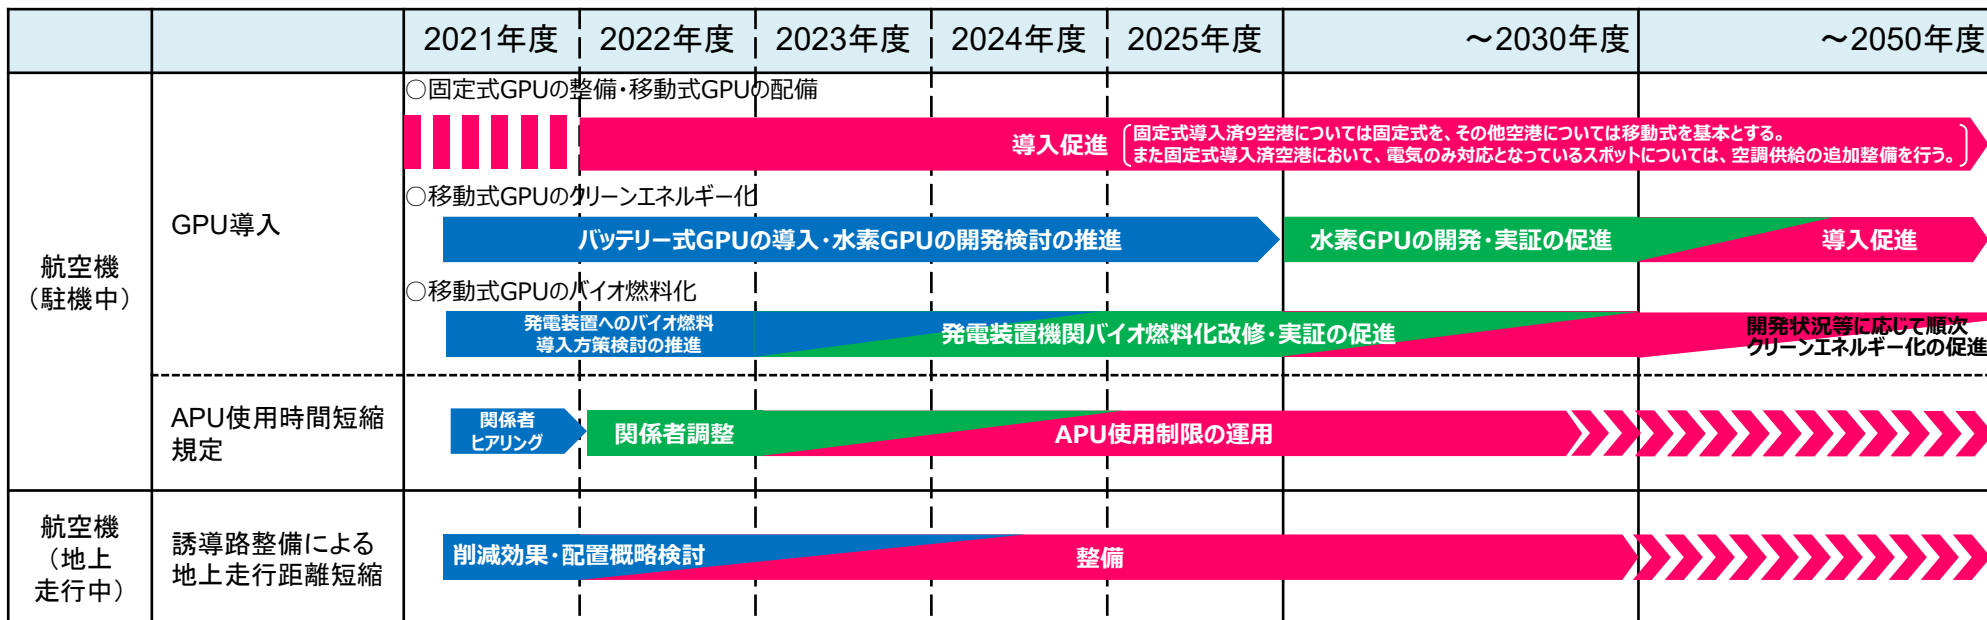 2021年度 2022年度 2023年度 2024年度 2025年度 ～2030年度 ～2050年度
航空機
（駐機中）
GPU導入
○固定式GPUの整備・移動式GPUの配備
導入促進
固定式導入済9空港については固定式を、その他空港については移動式を基本とする。
また固定式導入済空港において、電気のみ対応となっているスポットについては、空調供給の追加整備を行う。
○移動式GPUのクリーンエネルギー化
バッテリー式GPUの導入・水素GPUの開発検討の推進
水素GPUの開発・実証の促進
導入促進
○移動式GPUのバイオ燃料化
発電装置へのバイオ燃料
導入方策検討の推進
発電装置機関バイオ燃料化改修・実証の促進
開発状況等に応じて順次
クリーンエネルギー化の促進
APU使用時間短縮
規定
関係者
ヒアリング
関係者調整
APU使用制限の運用
航空機
（地上
走行中）
誘導路整備による
地上走行距離短縮
削減効果・配置概略検討
整備